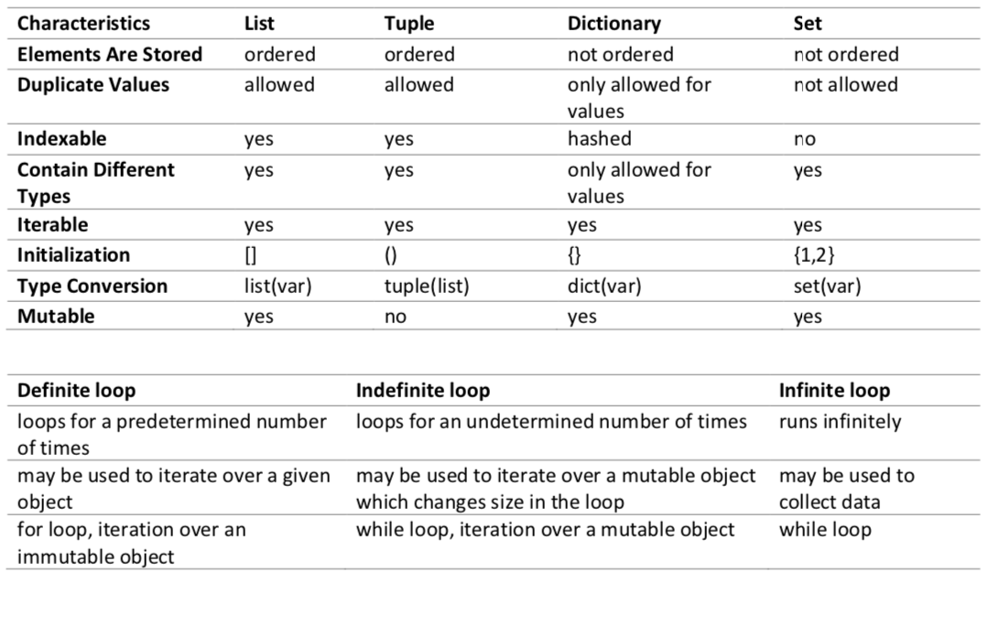 Characteristics List Tuple Dictionary Set
Elements Are Stored ordered ordered not ordered not ordered
Duplicate Values allowed allowed only allowed for not allowed
values
Indexable yes yes hashed no
Contain Different yes yes only allowed for yes
Types values
Iterable yes yes yes yes
Initialization [] () {} {1,2}
Type Conversion list(var) tuple(list) dict(var) set(var)
Mutable yes no yes yes
Definite loop Indefinite loop Infinite loop
loops for a predetermined number loops for an undetermined number of times runs infinitely
of times
may be used to iterate over a given may be used to iterate over a mutable object may be used to
object which changes size in the loop collect data
for loop, iteration over an while loop, iteration over a mutable object while loop
immutable object